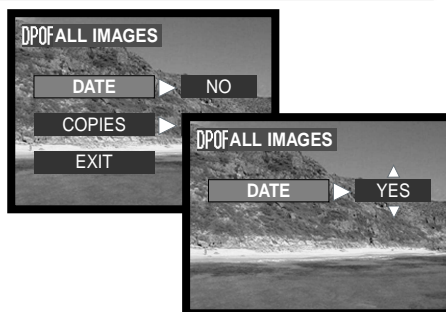 DPOF ALL IMAGES
DATE NO
COPIES
EXIT
DPOF ALL IMAGES
DATE YES